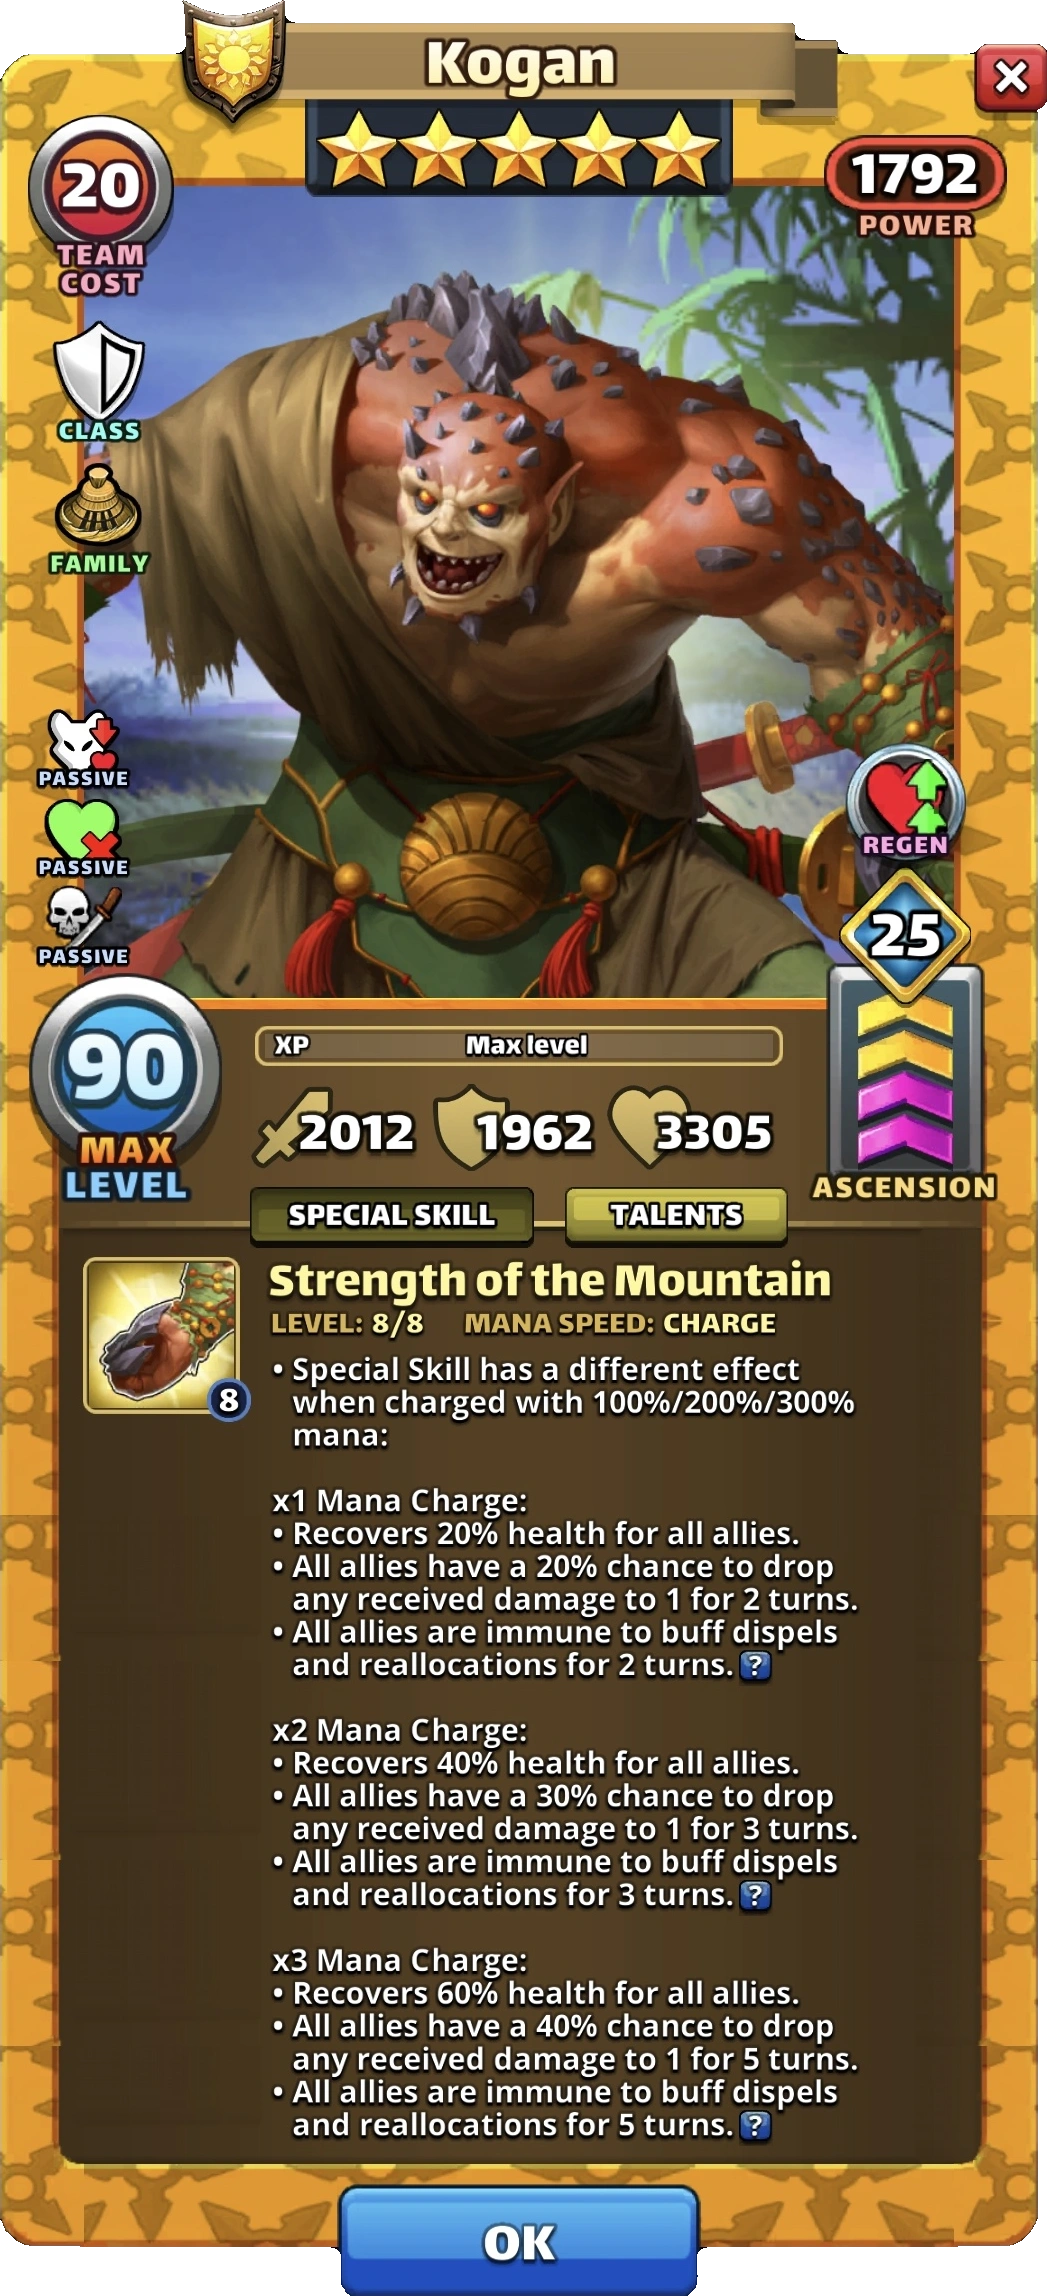 Kogan
20
TEAM
COST
1792
POWER
CLASS
FAMILY
PASSIVE
PASSIVE
PASSIVE
REGEN
25
90
MAX
LEVEL
XP Max level
2012 1962 3305
ASCENSION
SPECIAL SKILL TALENTS
Strength of the Mountain
LEVEL: 8/8 MANA SPEED: CHARGE
8
• Special Skill has a different effect
when charged with 100%/200%/300%
mana:
x1 Mana Charge:
• Recovers 20% health for all allies.
• All allies have a 20% chance to drop
any received damage to 1 for 2 turns.
• All allies are immune to buff dispels
and reallocations for 2 turns. ?
x2 Mana Charge:
• Recovers 40% health for all allies.
• All allies have a 30% chance to drop
any received damage to 1 for 3 turns.
• All allies are immune to buff dispels
and reallocations for 3 turns. ?
x3 Mana Charge:
• Recovers 60% health for all allies.
• All allies have a 40% chance to drop
any received damage to 1 for 5 turns.
• All allies are immune to buff dispels
and reallocations for 5 turns. ?
OK